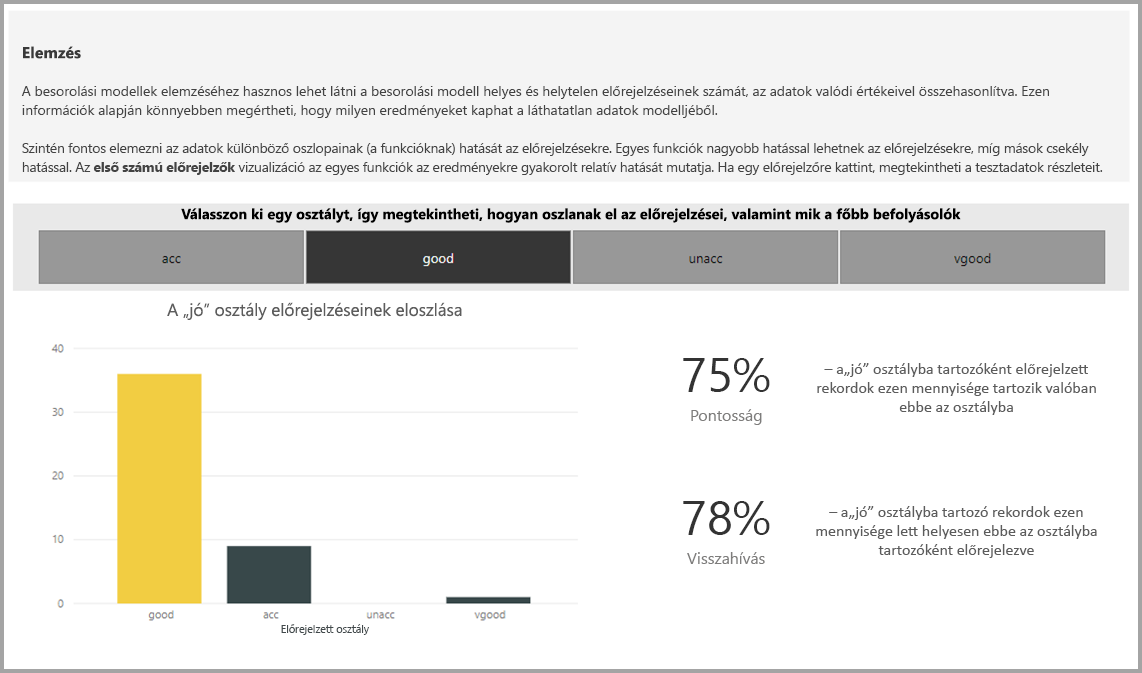 Elemzés
A besorolási modellek elemzéséhez hasznos lehet látni a besorolási modell helyes és helytelen előrejelzéseinek számát, az adatok valódi értékeivel összehasonlítva. Ezen
információk alapján könnyebben megértheti, hogy milyen eredményeket kaphat a láthatatlan adatok modelljéből.
Szintén fontos elemezni az adatok különböző oszlopainak (a funkcióknak) hatását az előrejelzésekre. Egyes funkciók nagyobb hatással lehetnek az előrejelzésekre, míg mások csekély
hatással. Az első számú előrejelzők vizualizáció az egyes funkciók az eredményekre gyakorolt relatív hatását mutatja. Ha egy előrejelzőre kattint, megtekintheti a tesztadatok részleteit.
Válasszon ki egy osztályt, így megtekintheti, hogyan oszlanak el az előrejelzései, valamint mik a főbb befolyásolók
acc good unacc vgood
A „jó” osztály előrejelzéseinek eloszlása
40
30
20
10
0
good acc unacc vgood
Előrejelzett osztály
75%
Pontosság
– a„jó” osztályba tartozóként előrejelzett
rekordok ezen mennyisége tartozik valóban
ebbe az osztályba
78%
Visszahívás
– a„jó” osztályba tartozó rekordok ezen
mennyisége lett helyesen ebbe az osztályba
tartozóként előrejelezve